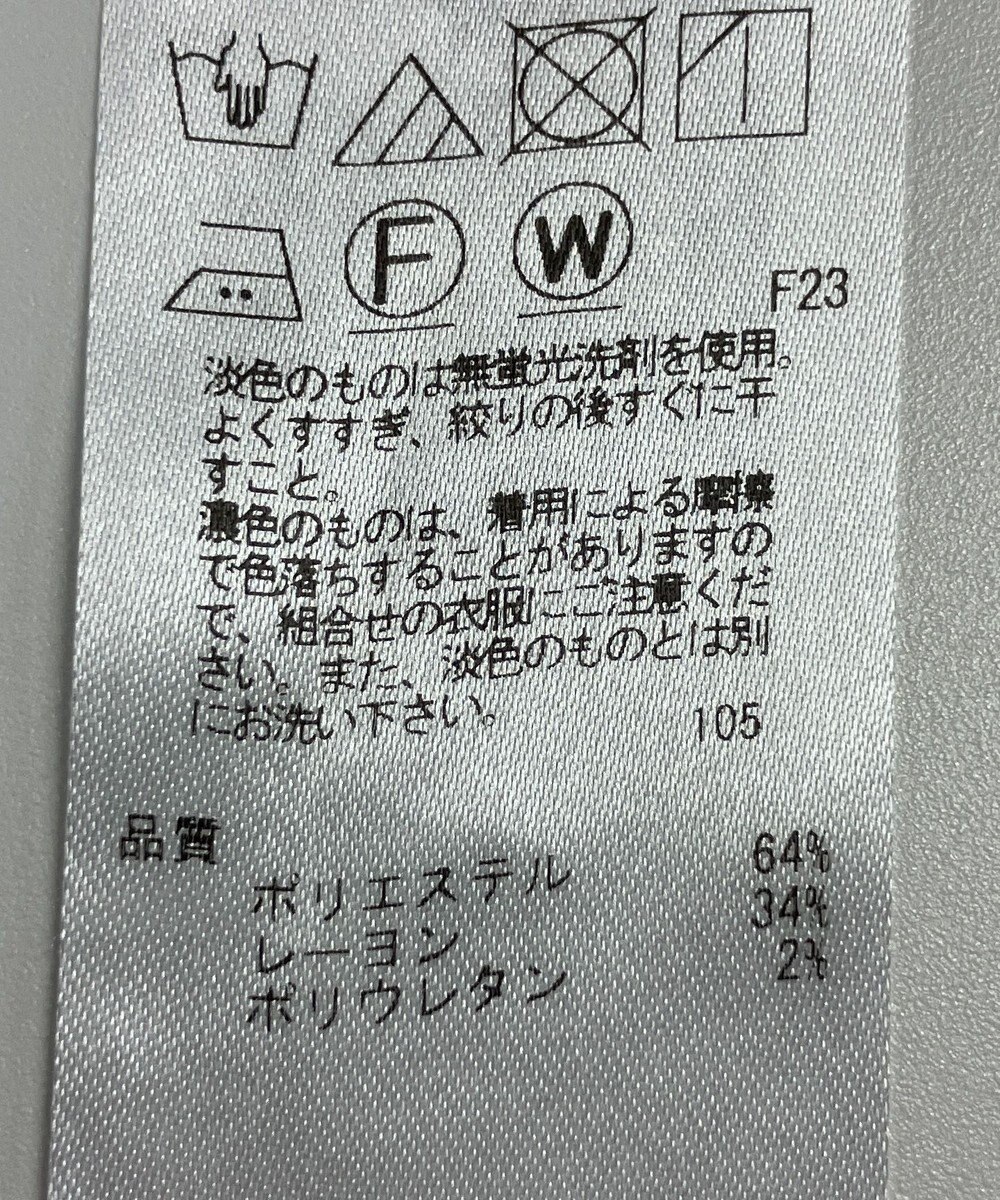 F W
F23
淡色のものは無蛍光洗剤を使用。
よくすすぎ、絞りの後すぐに干
すこと。
濃色のものは、着用による摩擦
で色落ちすることがありますの
で、組合せの衣服にご注意くだ
さい。また、淡色のものとは別
にお洗い下さい。 105
品質
ポリエステル 64%
レーヨン 34%
ポリウレタン 2%